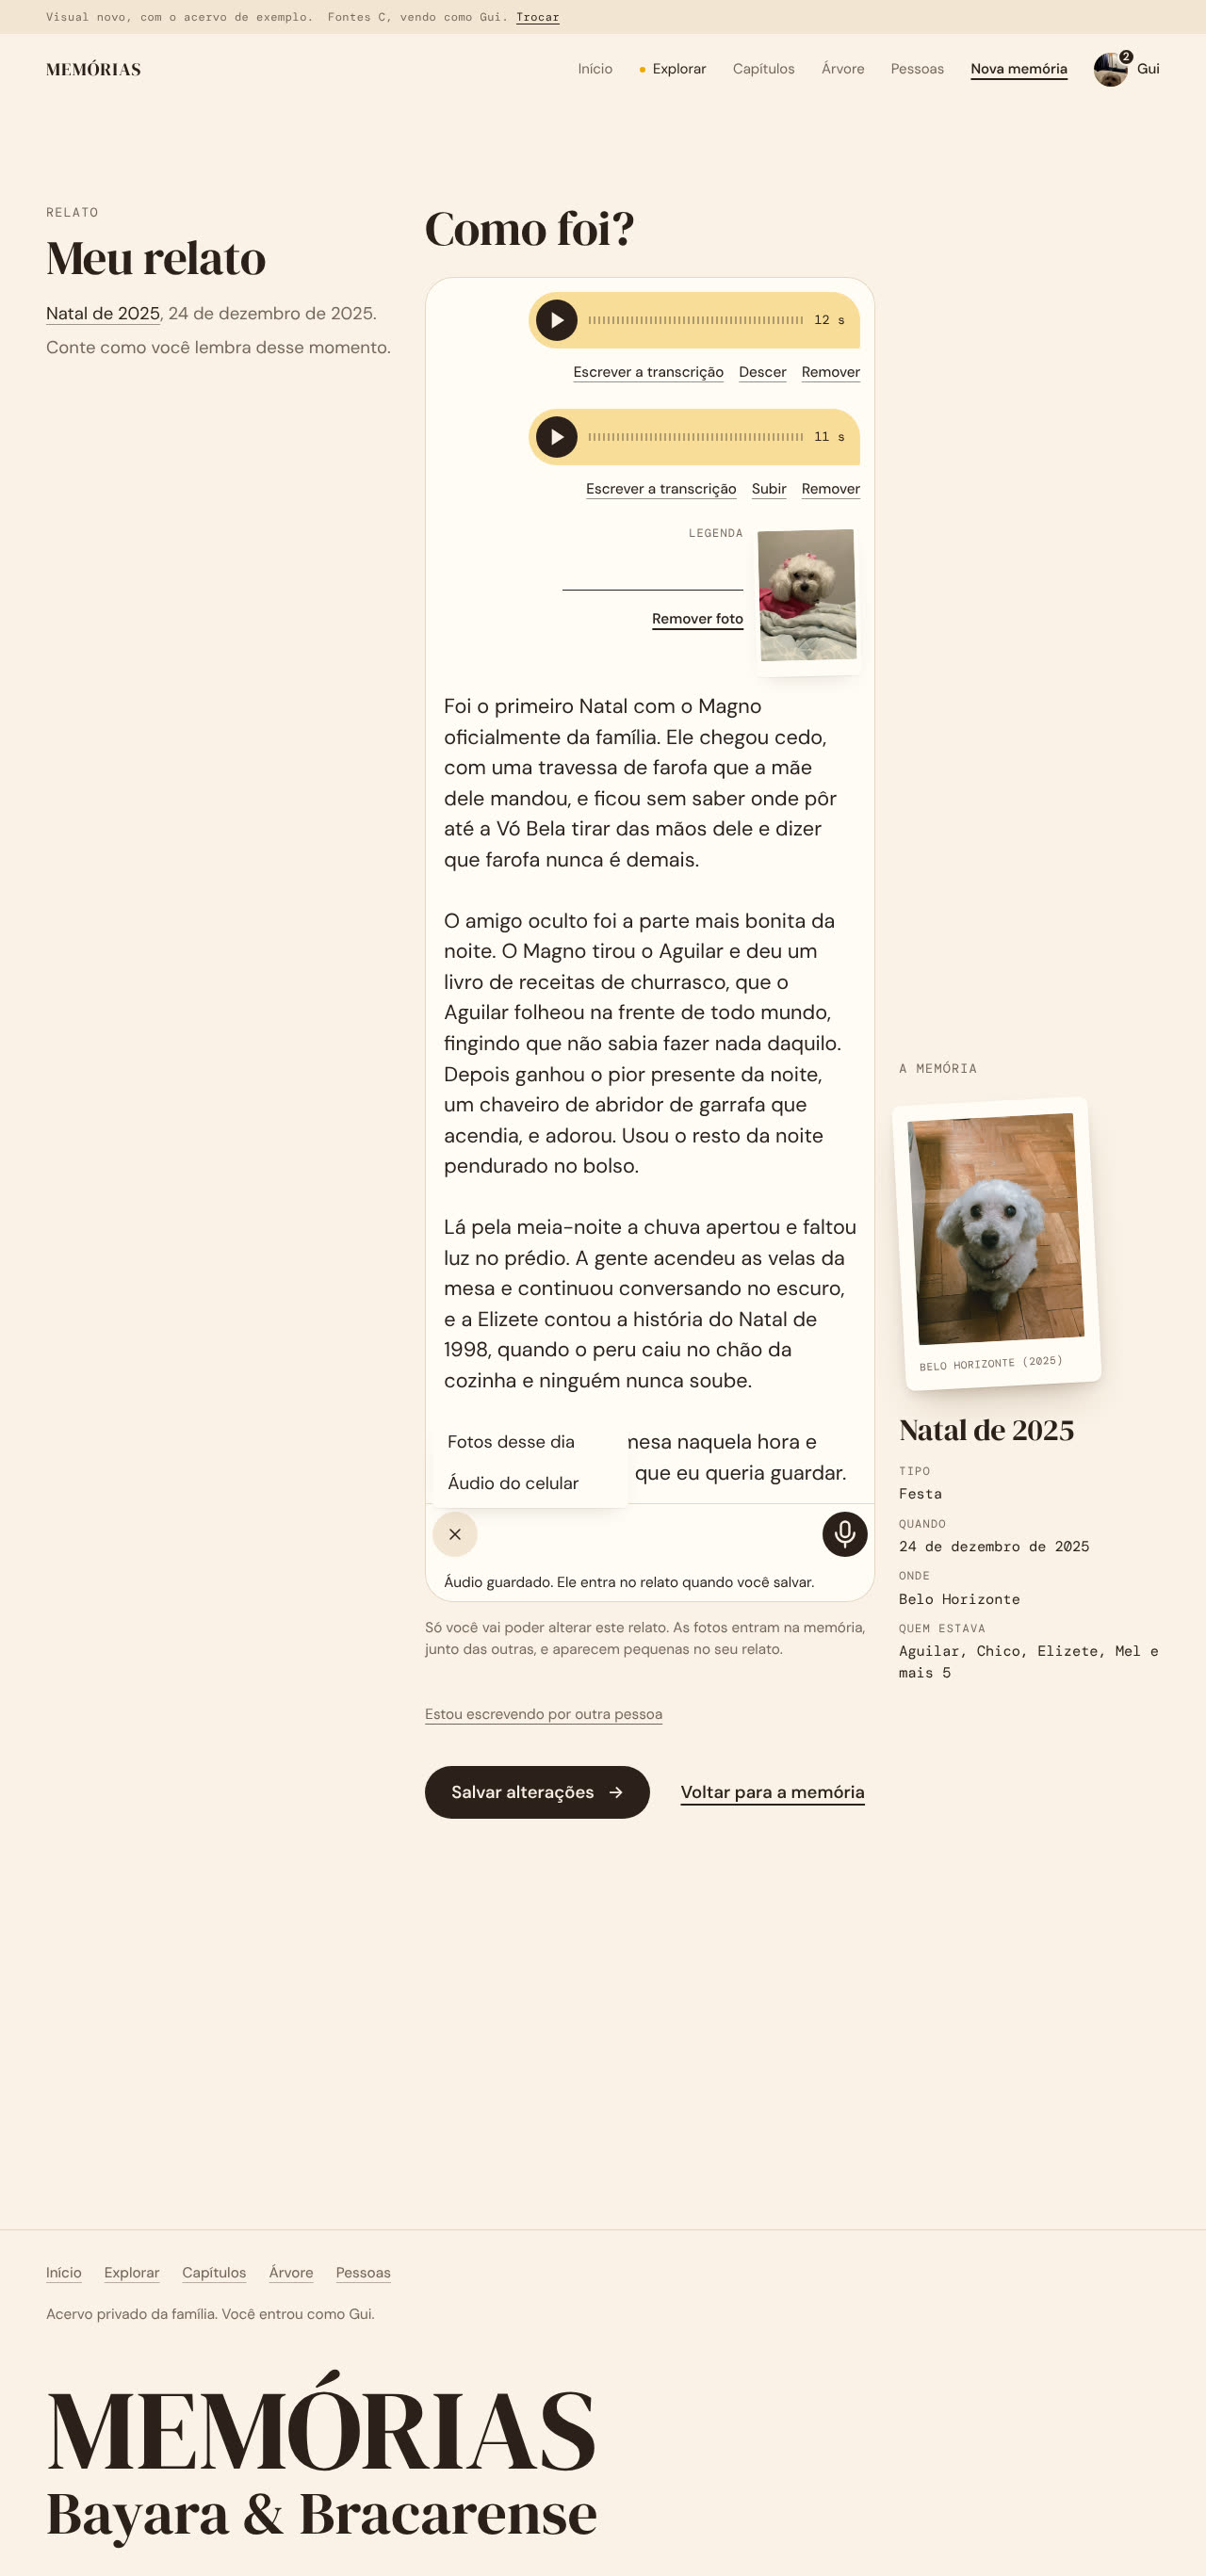 Visual novo, com o acervo de exemplo. Fontes C, vendo como Gui. Trocar
MEMÓRIAS
Início
Explorar
Capítulos
Árvore
Pessoas
Nova memória
2
Gui
RELATO
Meu relato
Natal de 2025, 24 de dezembro de 2025.
Conte como você lembra desse momento.
Como foi?
12 s
Escrever a transcrição Descer Remover
11 s
Escrever a transcrição Subir Remover
LEGENDA
Remover foto
Foi o primeiro Natal com o Magno
oficialmente da família. Ele chegou cedo,
com uma travessa de farofa que a mãe
dele mandou, e ficou sem saber onde pôr
até a Vó Bela tirar das mãos dele e dizer
que farofa nunca é demais.
O amigo oculto foi a parte mais bonita da
noite. O Magno tirou o Aguilar e deu um
livro de receitas de churrasco, que o
Aguilar folheou na frente de todo mundo,
fingindo que não sabia fazer nada daquilo.
Depois ganhou o pior presente da noite,
um chaveiro de abridor de garrafa que
acendia, e adorou. Usou o resto da noite
pendurado no bolso.
Lá pela meia-noite a chuva apertou e faltou
luz no prédio. A gente acendeu as velas da
mesa e continuou conversando no escuro,
e a Elizete contou a história do Natal de
1998, quando o peru caiu no chão da
cozinha e ninguém nunca soube.
naquela hora e
que eu queria guardar.
Fotos desse dia
Áudio do celular
Áudio guardado. Ele entra no relato quando você salvar.
Só você vai poder alterar este relato. As fotos entram na memória,
junto das outras, e aparecem pequenas no seu relato.
Estou escrevendo por outra pessoa
Salvar alterações →
Voltar para a memória
A MEMÓRIA
BELO HORIZONTE (2025)
Natal de 2025
TIPO
Festa
QUANDO
24 de dezembro de 2025
ONDE
Belo Horizonte
QUEM ESTAVA
Aguilar, Chico, Elizete, Mel e
mais 5
Início Explorar Capítulos Árvore Pessoas
Acervo privado da família. Você entrou como Gui.
MEMÓRIAS
Bayara & Bracarense